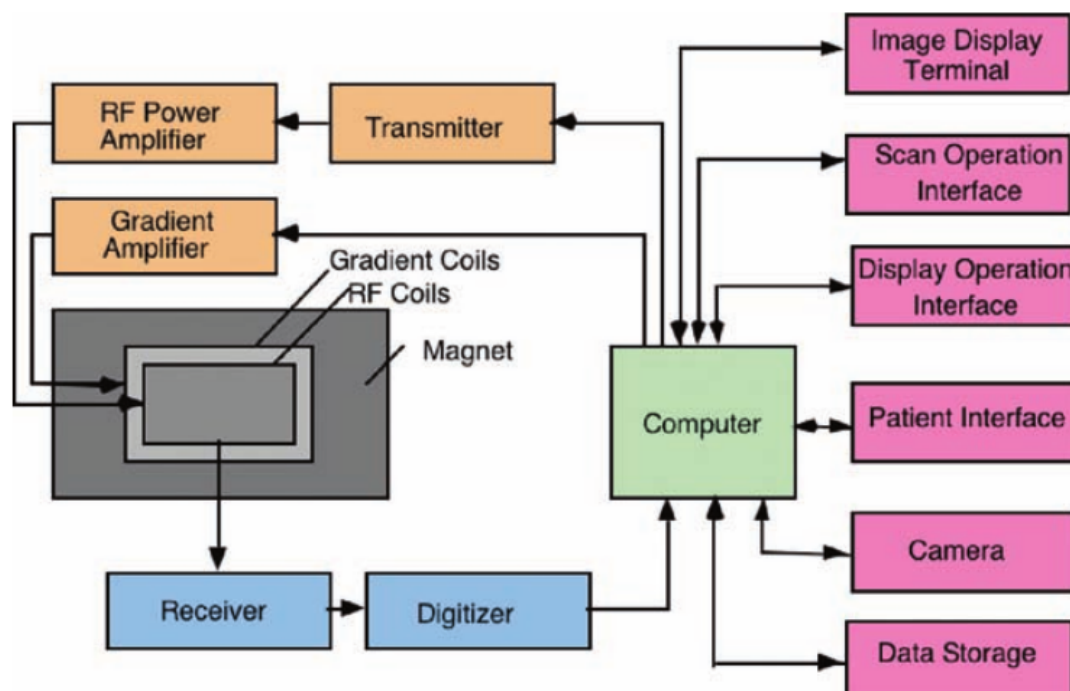 Image Display
Terminal
RF Power
Amplifier
Transmitter
Scan Operation
Interface
Gradient
Amplifier
Gradient Coils
RF Coils
Display Operation
Interface
Magnet
Computer
Patient Interface
Camera
Receiver
Digitizer
Data Storage